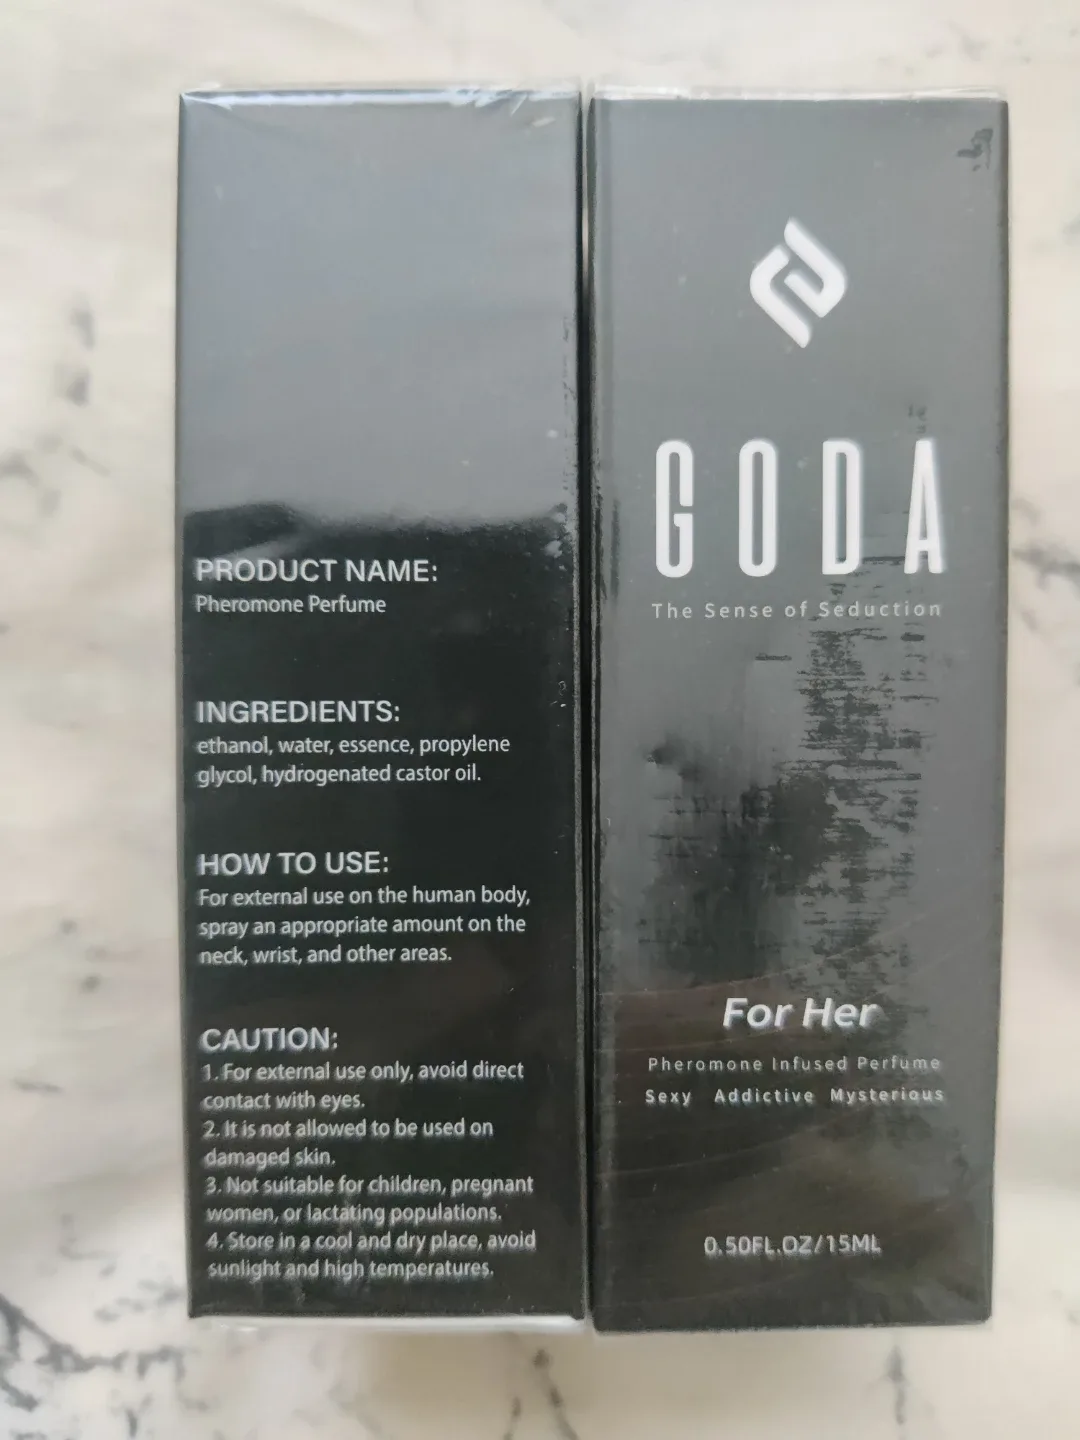 PRODUCT NAME:
Pheromone Perfume
INGREDIENTS:
ethanol, water, essence, propylene
glycol, hydrogenated castor oil.
HOW TO USE:
For external use on the human body,
spray an appropriate amount on the
neck, wrist, and other areas.
CAUTION:
1. For external use only, avoid direct
contact with eyes.
2. It is not allowed to be used on
damaged skin.
3. Not suitable for children, pregnant
women, or lactating populations.
4. Store in a cool and dry place, avoid
sunlight and high temperatures.
GODA
The Sense of Seduction
For Her
Pheromone Infused Perfume
Sexy Addictive Mysterious
0.50FL.OZ/15ML